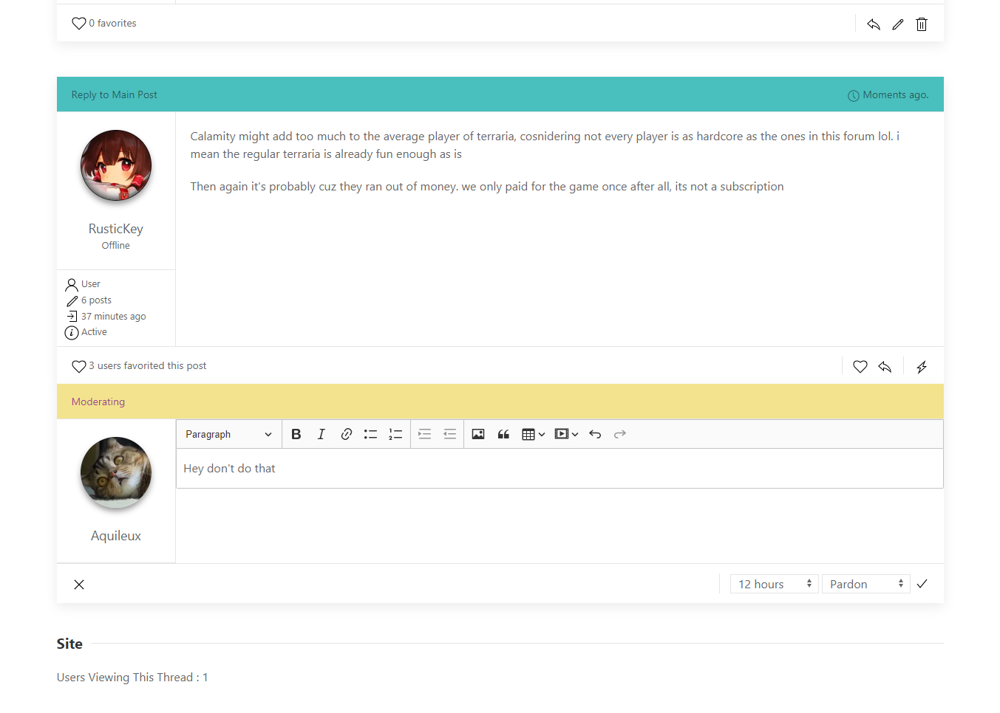 0 favorites
Reply to Main Post
Moments ago.
Calamity might add too much to the average player of terraria, cosnidering not every player is as hardcore as the ones in this forum lol. i
mean the regular terraria is already fun enough as is
Then again it's probably cuz they ran out of money. we only paid for the game once after all, its not a subscription
RusticKey
Offline
User
6 posts
37 minutes ago
Active
3 users favorited this post
Moderating
Paragraph
Hey don't do that
Aquileux
12 hours
Pardon
Site
Users Viewing This Thread : 1